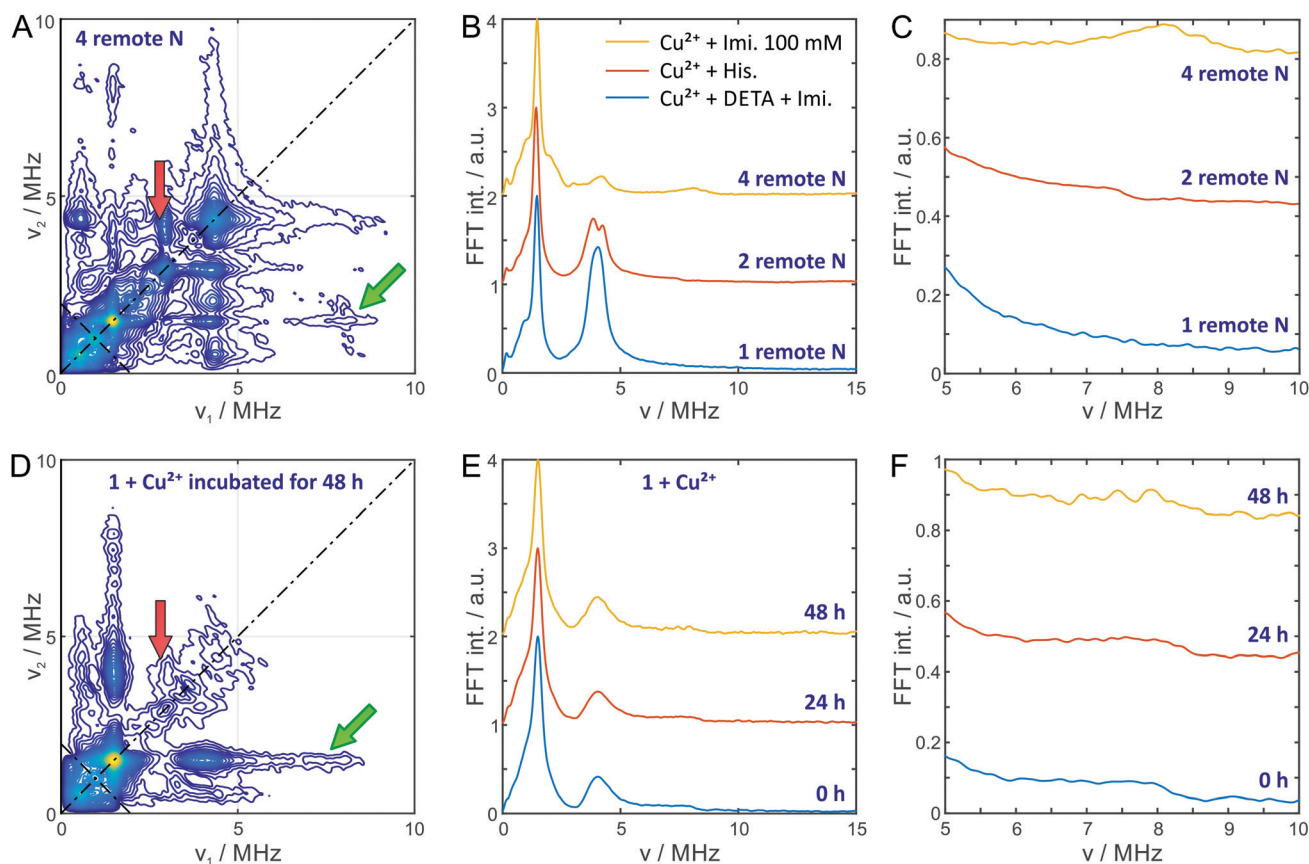 A
4 remote N
10
5
0
ν₂ / MHz
0
5
10
ν₁ / MHz
B
Cu²⁺ + Imi. 100 mM
Cu²⁺ + His.
Cu²⁺ + DETA + Imi.
4
3
2
1
0
FFT int. / a.u.
4 remote N
2 remote N
1 remote N
0
5
10
15
ν / MHz
C
0.8
0.6
0.4
0.2
0
FFT int. / a.u.
4 remote N
2 remote N
1 remote N
5
6
7
8
9
10
ν / MHz
D
1 + Cu²⁺ incubated for 48 h
10
5
0
ν₂ / MHz
0
5
10
ν₁ / MHz
E
1 + Cu²⁺
4
3
2
1
0
FFT int. / a.u.
48 h
24 h
0 h
0
5
10
15
ν / MHz
F
1
0.8
0.6
0.4
0.2
0
FFT int. / a.u.
48 h
24 h
0 h
5
6
7
8
9
10
ν / MHz